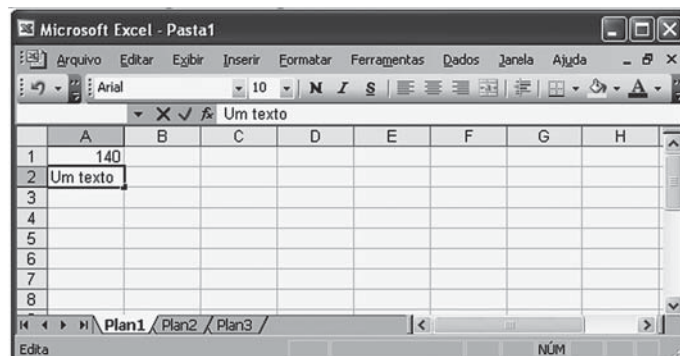 Microsoft Excel - Pasta1
Arquivo Editar Exibir Inserir Formatar Ferramentas Dados Janela Ajuda
Arial 10 N I S A
fx Um texto
A B C D E F G H
1 140
2 Um texto
3
4
5
6
7
8
Plan1 Plan2 Plan3
Edita NÚM